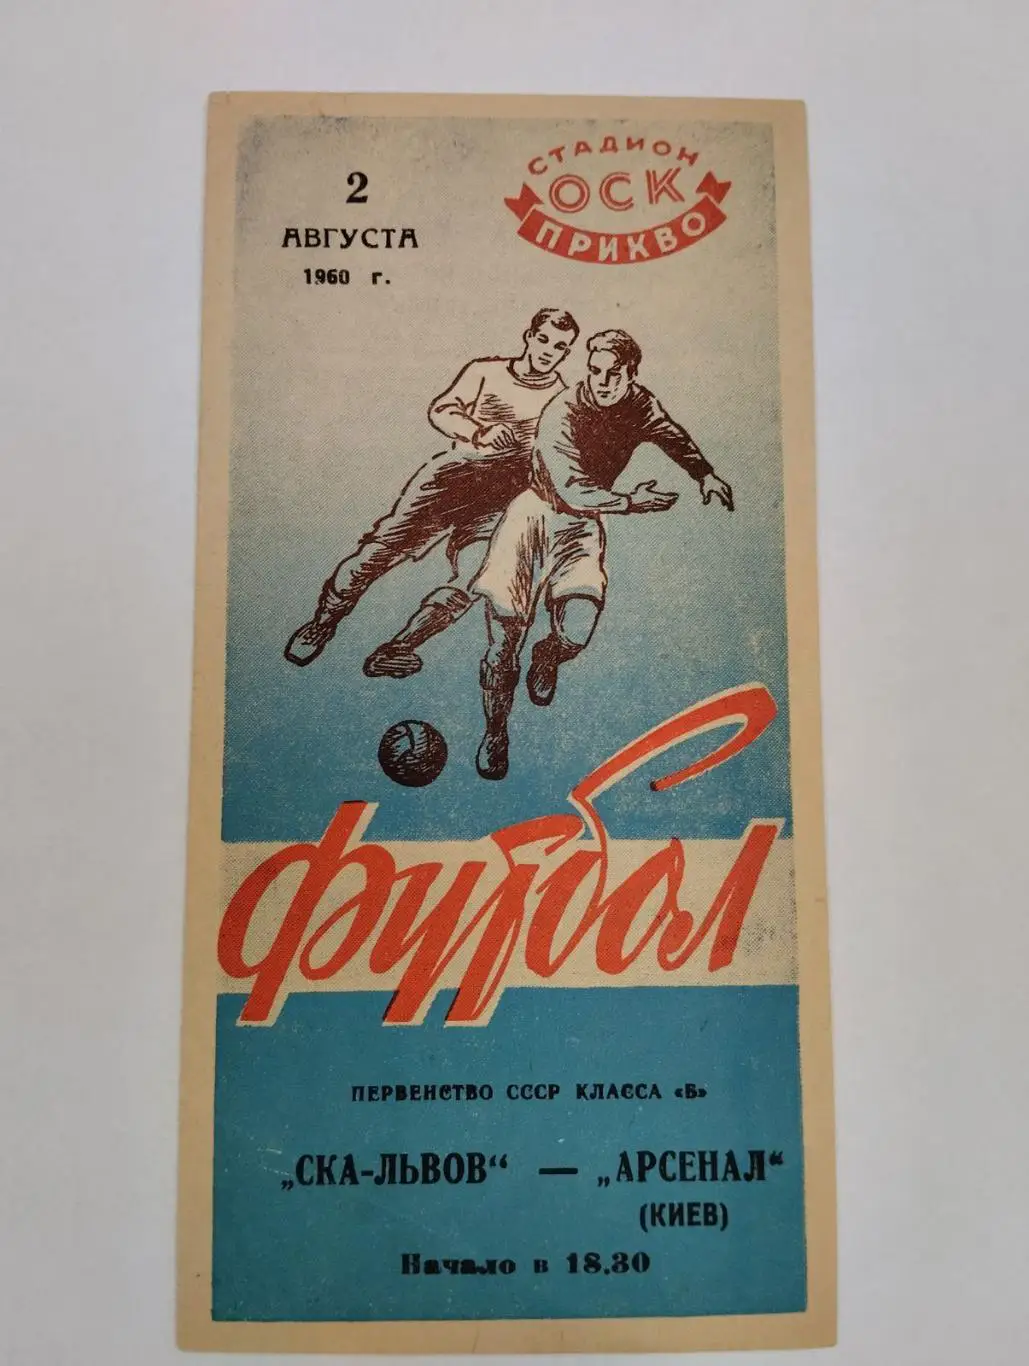 2
АВГУСТА
1960 г.
СТАДИОН
ОСК
ПРИКВО
футбол
ПЕРВЕНСТВО СССР КЛАССА «Б»
„СКА-ЛЬВОВ“ — „АРСЕНАЛ“
(КИЕВ)
Начало в 18.30